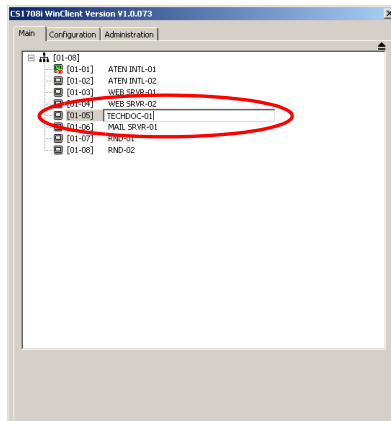 CS1708i WinClient Version V1.0.073
Main Configuration Administration
[01-08]
[01-01] ATEN INTL-01
[01-02] ATEN INTL-02
[01-03] WEB SRVR-01
[01-04] WEB SRVR-02
[01-05] TECHDOC-01
[01-06] MAIL SRVR-01
[01-07] RND-01
[01-08] RND-02